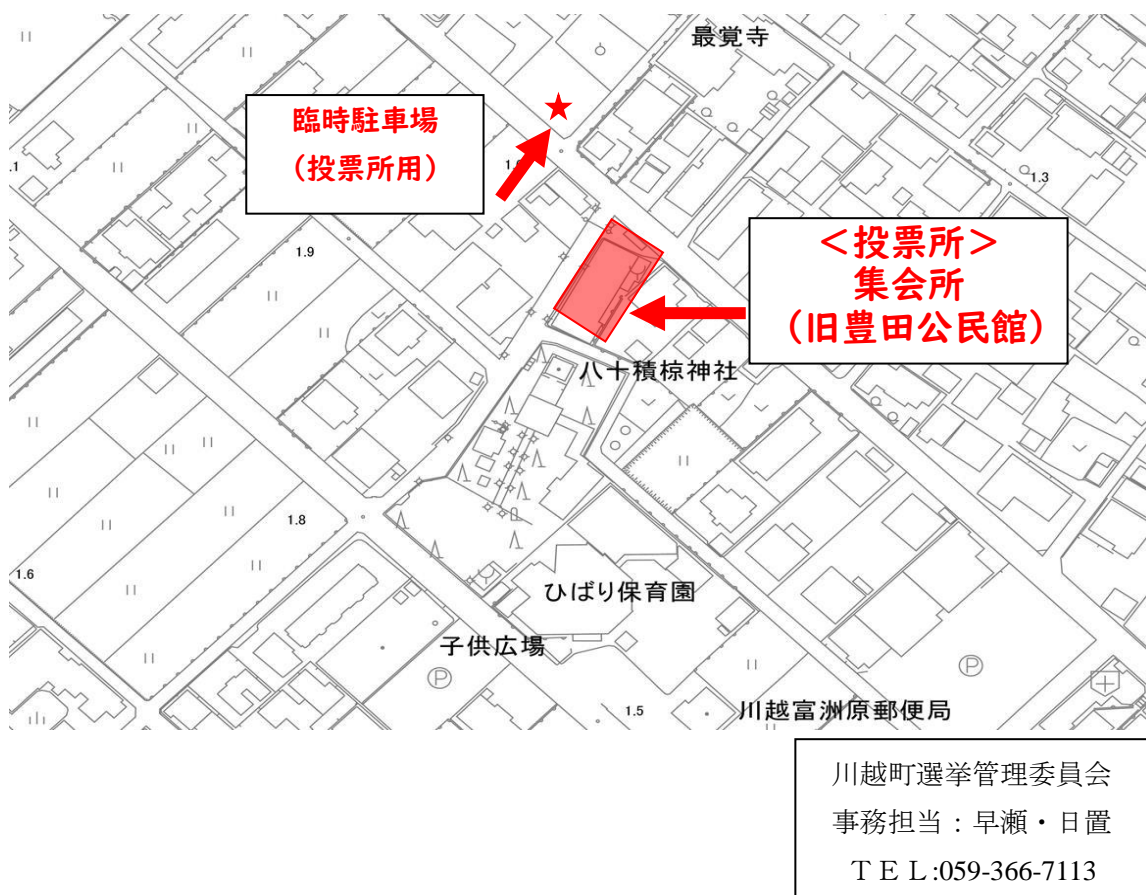 最覚寺
臨時駐車場
（投票所用）
1.3
＜投票所＞
集会所
（旧豊田公民館）
1.9
八十積椋神社
1.8
1.6
ひばり保育園
子供広場
P
P
1.5
川越富洲原郵便局
川越町選挙管理委員会
事務担当：早瀬・日置
ＴＥＬ:059-366-7113